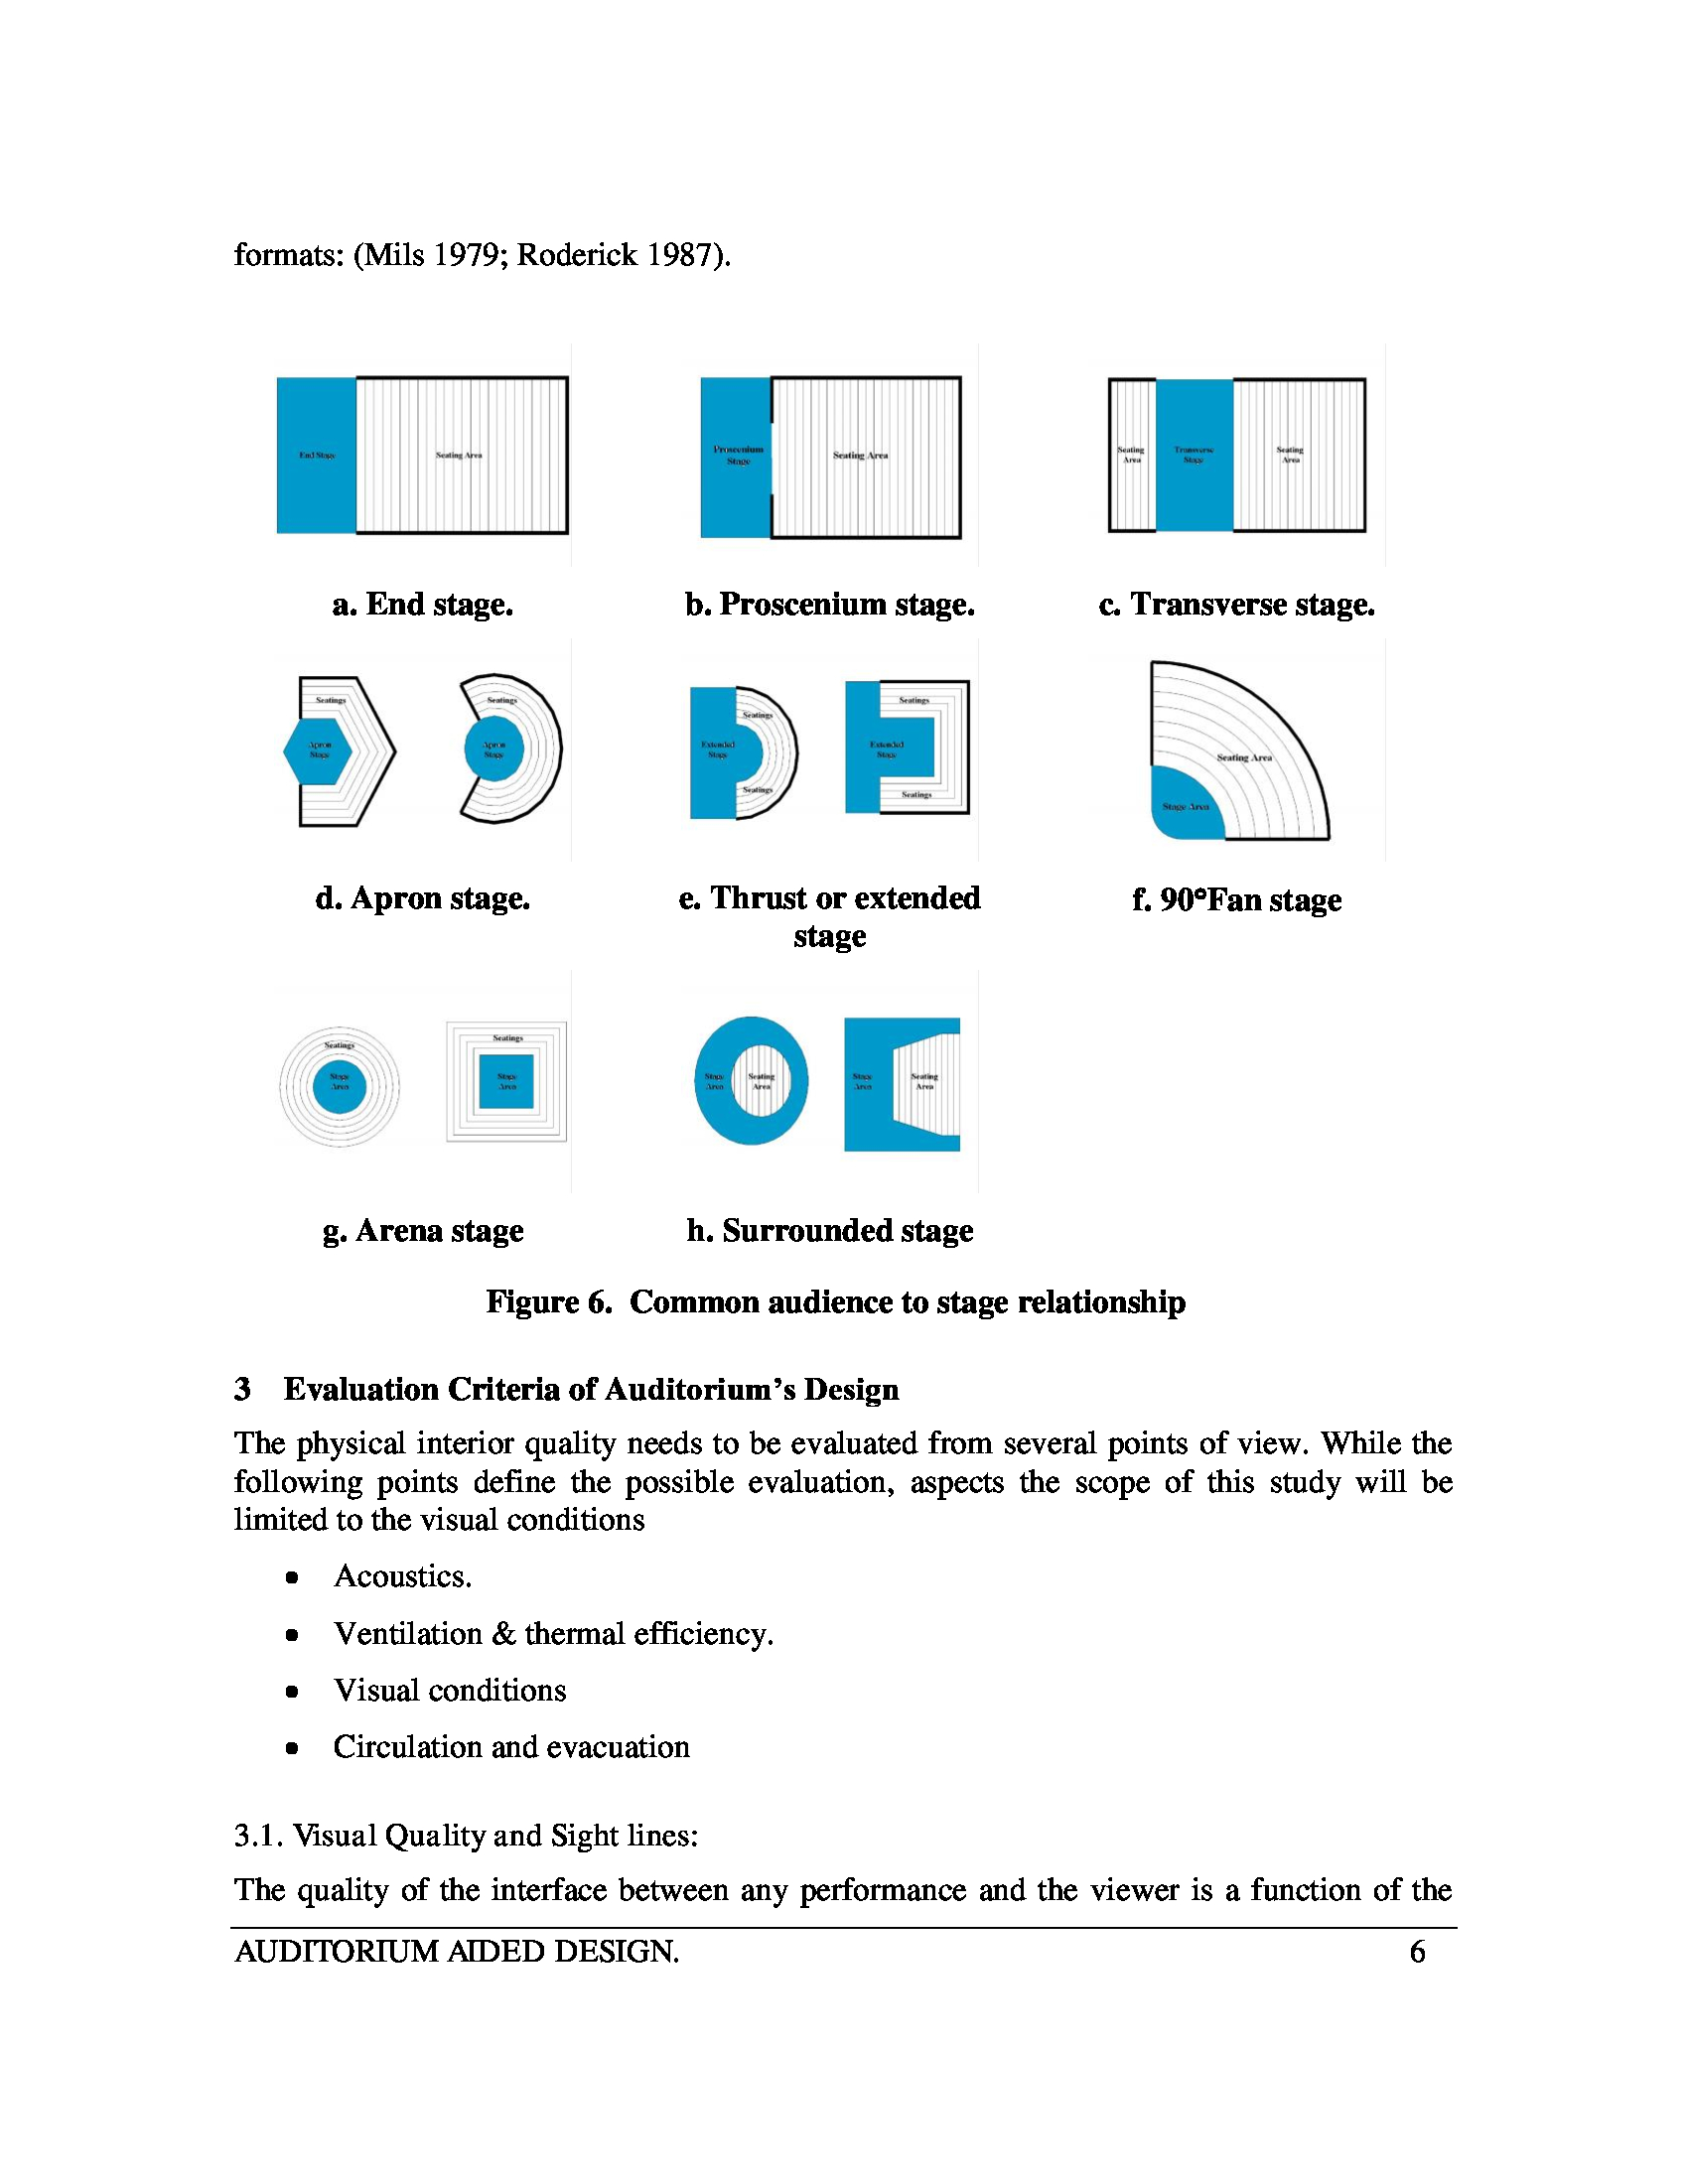 formats: (Mils 1979; Roderick 1987).
End Stage
Seating Area
Proscenium
Stage
Seating Area
Seating
Area
Transverse
Stage
Seating
Area
a. End stage.
b. Proscenium stage.
c. Transverse stage.
Seatings
Apron
Stage
Seatings
Apron
Stage
Seatings
Extended
Stage
Seatings
Seatings
Extended
Stage
Seatings
Seating Area
Stage Area
d. Apron stage.
e. Thrust or extended
stage
f. 90°Fan stage
Seatings
Stage
Area
Seatings
Stage
Area
Stage
Area
Seating
Area
Stage
Area
Seating
Area
g. Arena stage
h. Surrounded stage
Figure 6. Common audience to stage relationship
3 Evaluation Criteria of Auditorium’s Design
The physical interior quality needs to be evaluated from several points of view. While the
following points define the possible evaluation, aspects the scope of this study will be
limited to the visual conditions
• Acoustics.
• Ventilation & thermal efficiency.
• Visual conditions
• Circulation and evacuation
3.1. Visual Quality and Sight lines:
The quality of the interface between any performance and the viewer is a function of the
AUDITORIUM AIDED DESIGN. 6